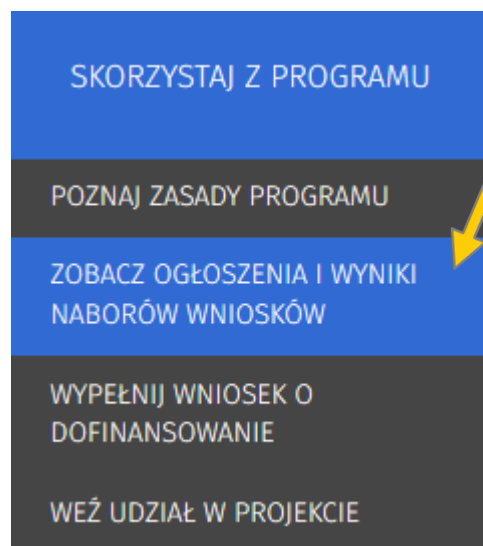 SKORZYSTAJ Z PROGRAMU
POZNAJ ZASADY PROGRAMU
ZOBACZ OGŁOSZENIA I WYNIKI
NABORÓW WNIOSKÓW
WYPEŁNIJ WNIOSEK O
DOFINANSOWANIE
WEŹ UDZIAŁ W PROJEKCIE